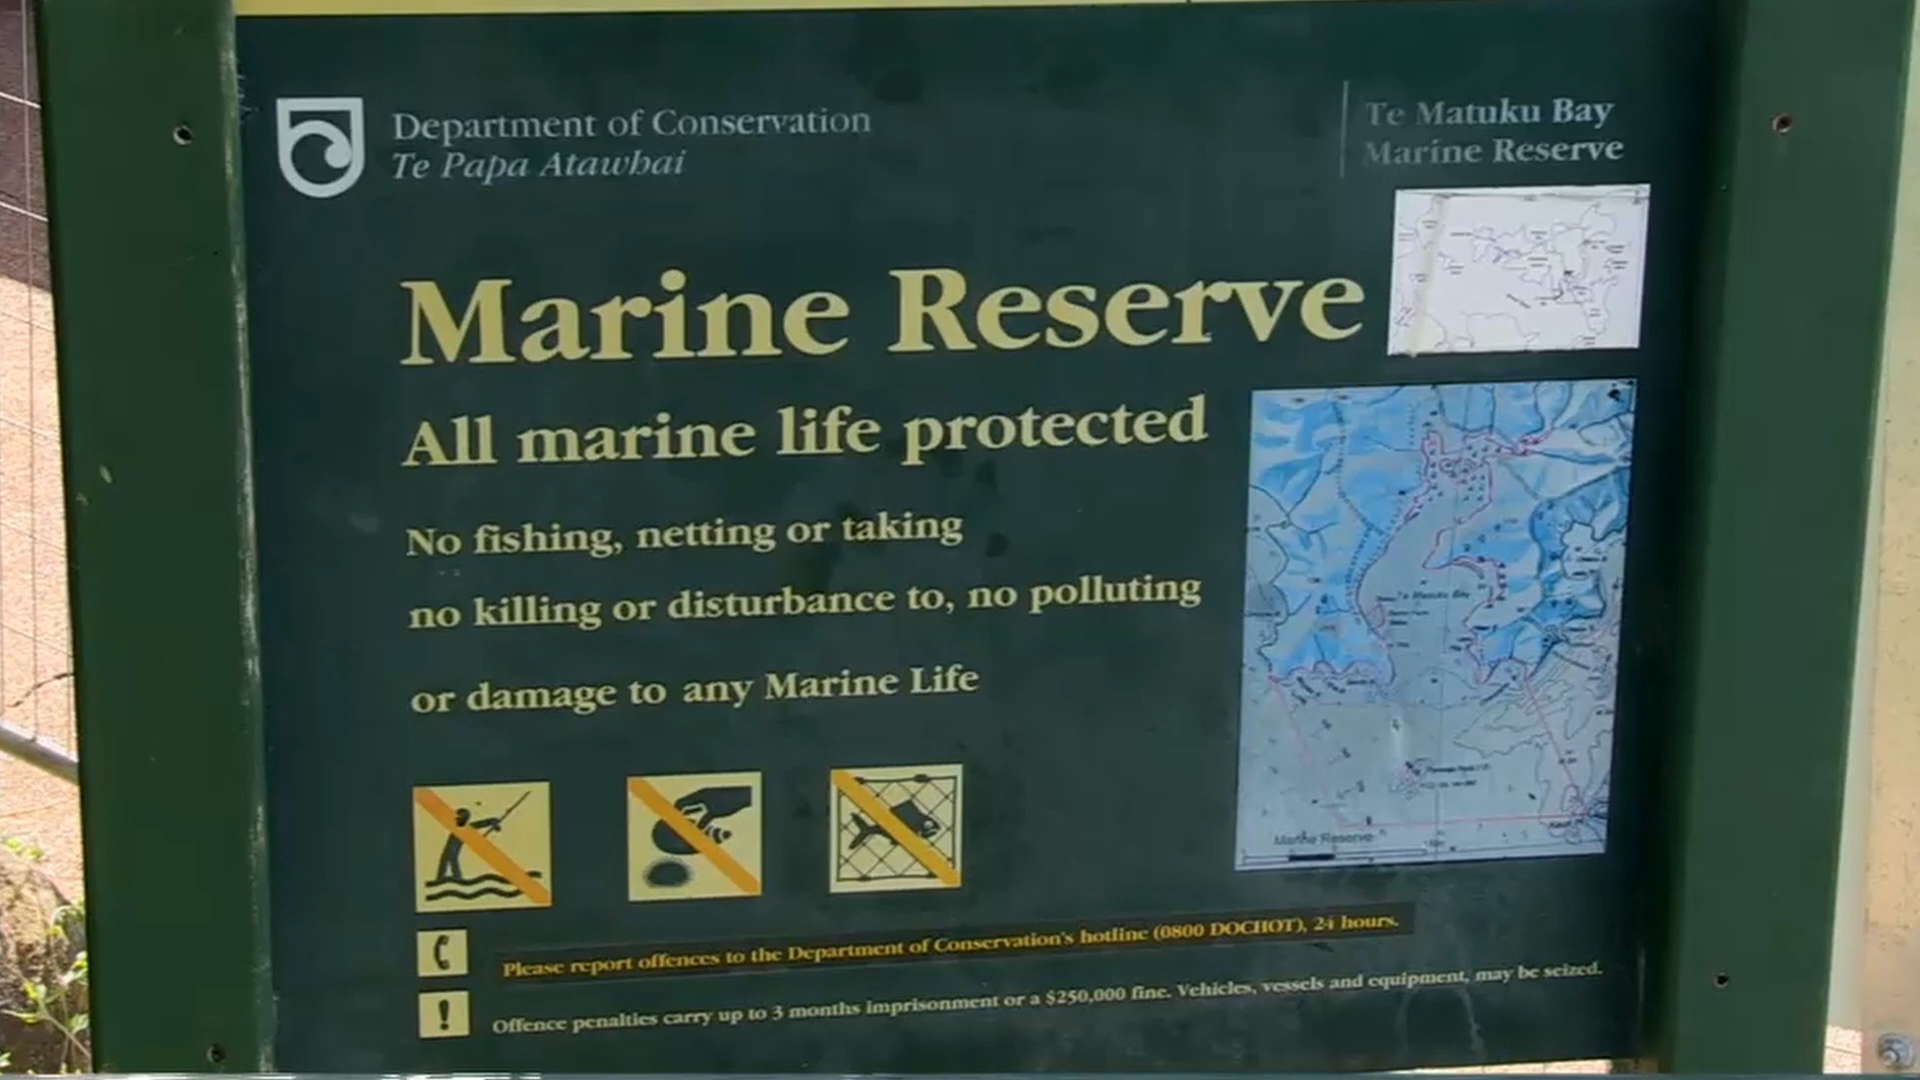 Department of Conservation
Te Papa Atawhai
Te Matuku Bay
Marine Reserve
Marine Reserve
All marine life protected
No fishing, netting or taking
no killing or disturbance to, no polluting
or damage to any Marine Life
Te Matuku Bay
Marine Reserve
Please report offences to the Department of Conservation's hotline (0800 DOCHOT), 24 hours.
Offence penalties carry up to 3 months imprisonment or a $250,000 fine. Vehicles, vessels and equipment, may be seized.